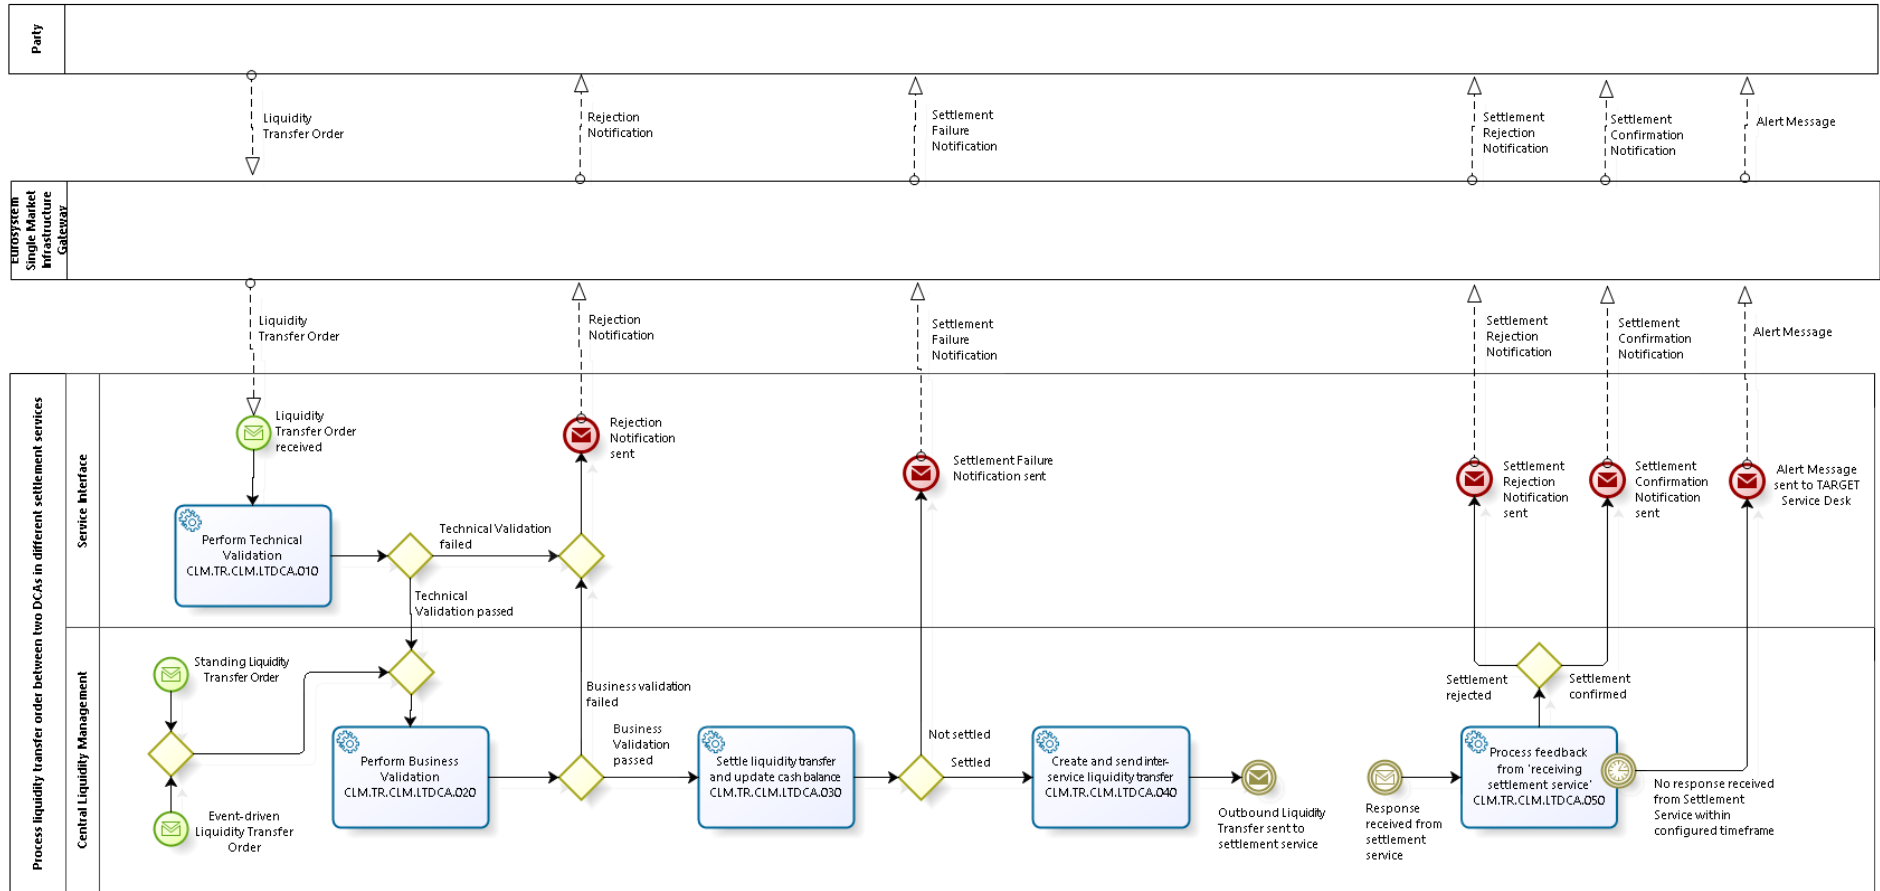 Party
Liquidity
Transfer Order
Rejection
Notification
Settlement
Failure
Notification
Settlement
Rejection
Notification
Settlement
Confirmation
Notification
Alert Message
Eurosystem
Single Market
Infrastructure
Gateway
Liquidity
Transfer Order
Rejection
Notification
Settlement
Failure
Notification
Settlement
Rejection
Notification
Settlement
Confirmation
Notification
Alert Message
Process liquidity transfer order between two DCAs in different settlement services
Service Interface
Liquidity
Transfer Order
received
Rejection
Notification
sent
Settlement Failure
Notification sent
Settlement
Rejection
Notification
sent
Settlement
Confirmation
Notification
sent
Alert Message
sent to TARGET
Service Desk
Perform Technical
Validation
CLM.TR.CLM.LTDCA.010
Technical Validation
failed
Technical
Validation passed
Central Liquidity Management
Standing Liquidity
Transfer Order
Event-driven
Liquidity Transfer
Order
Perform Business
Validation
CLM.TR.CLM.LTDCA.020
Business validation
failed
Business
Validation
passed
Settle liquidity transfer
and update cash balance
CLM.TR.CLM.LTDCA.030
Not settled
Settled
Create and send inter-
service liquidity transfer
CLM.TR.CLM.LTDCA.040
Outbound Liquidity
Transfer sent to
settlement service
Response
received from
settlement
service
Settlement
rejected
Settlement
confirmed
Process feedback
from 'receiving
settlement service'
CLM.TR.CLM.LTDCA.050
No response received
from Settlement
Service within
configured timeframe